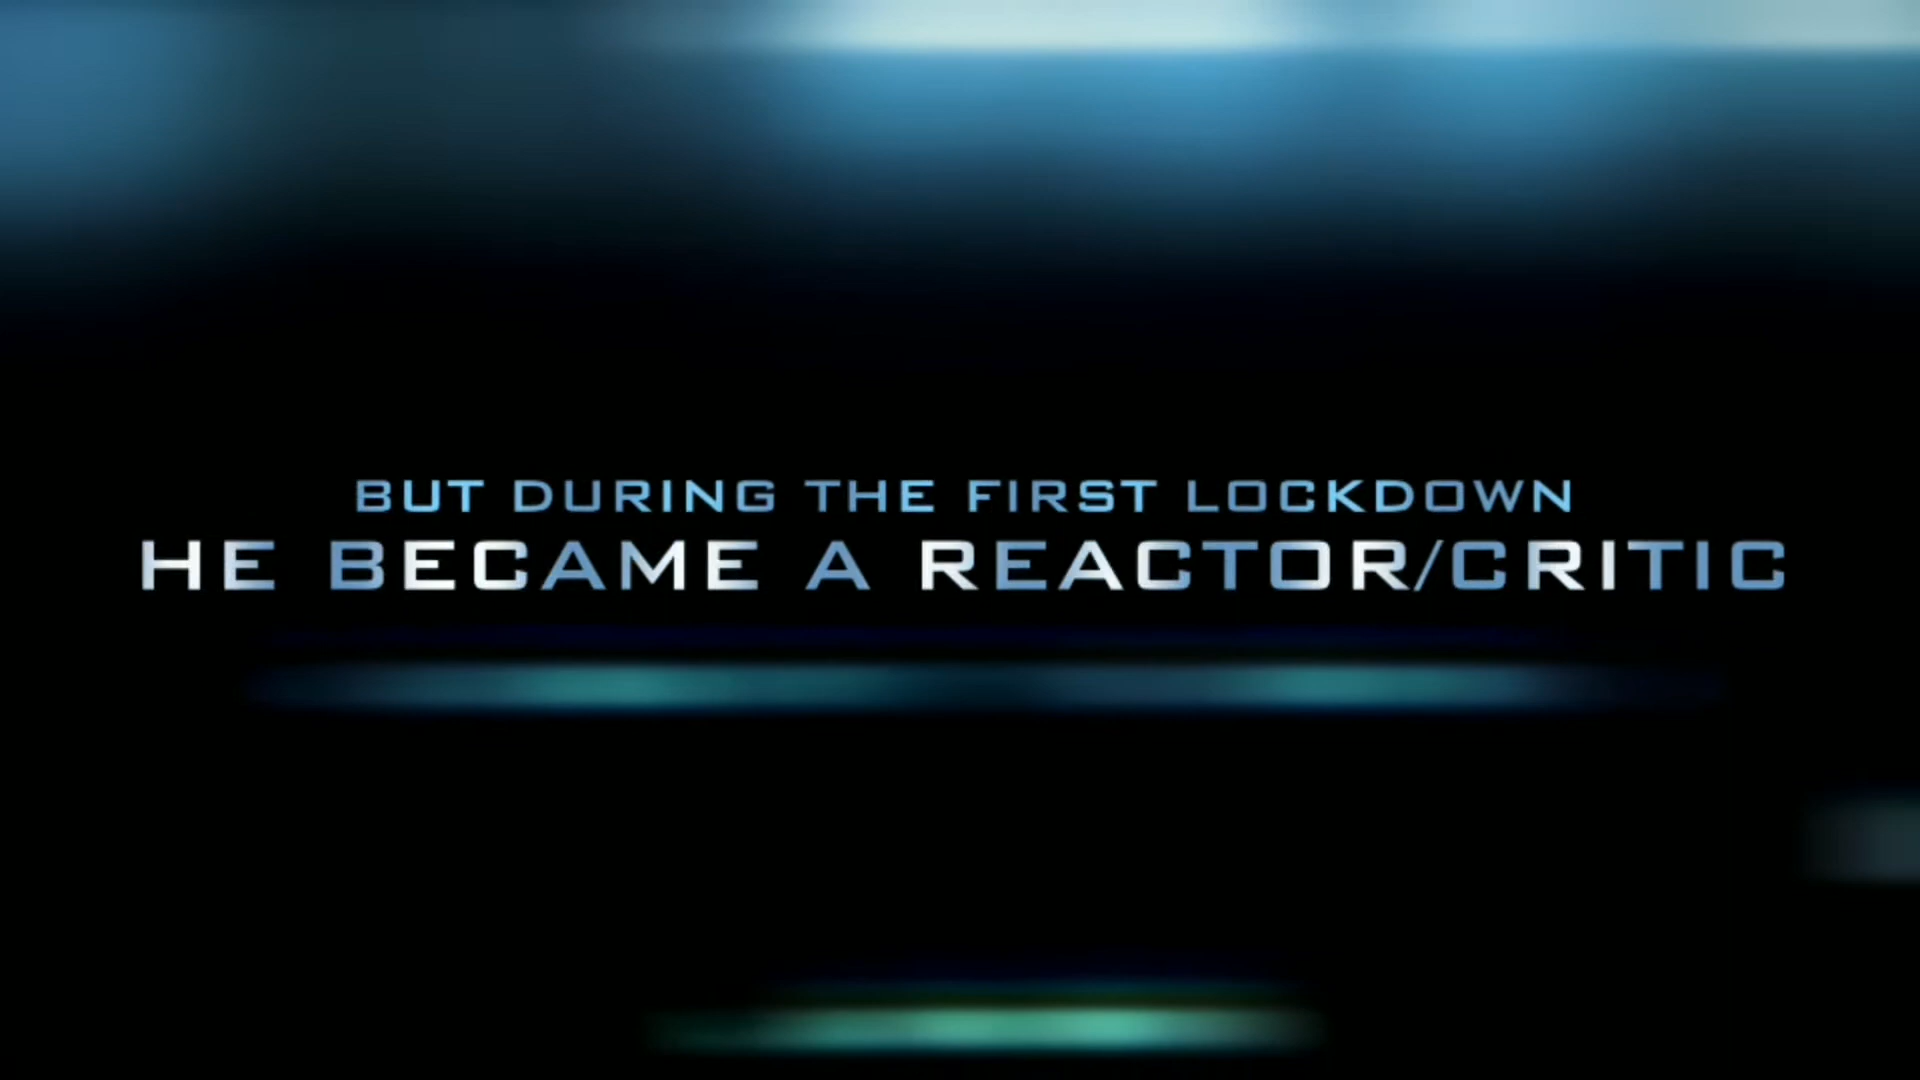 BUT DURING THE FIRST LOCKDOWN
HE BECAME A REACTOR/CRITIC